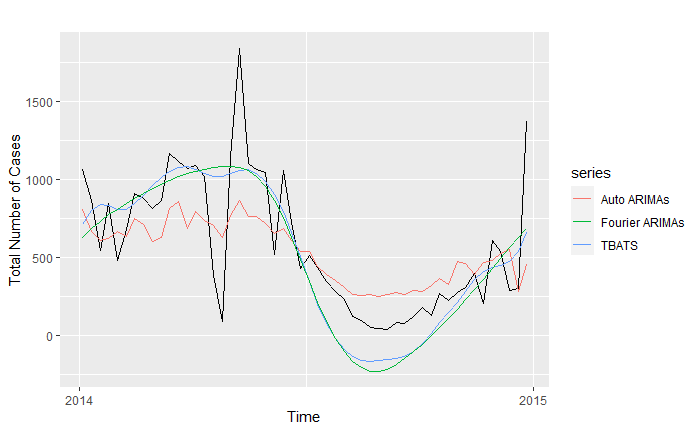 Total Number of Cases
1500
1000
500
0
2014
2015
Time
series
Auto ARIMAs
Fourier ARIMAs
TBATS